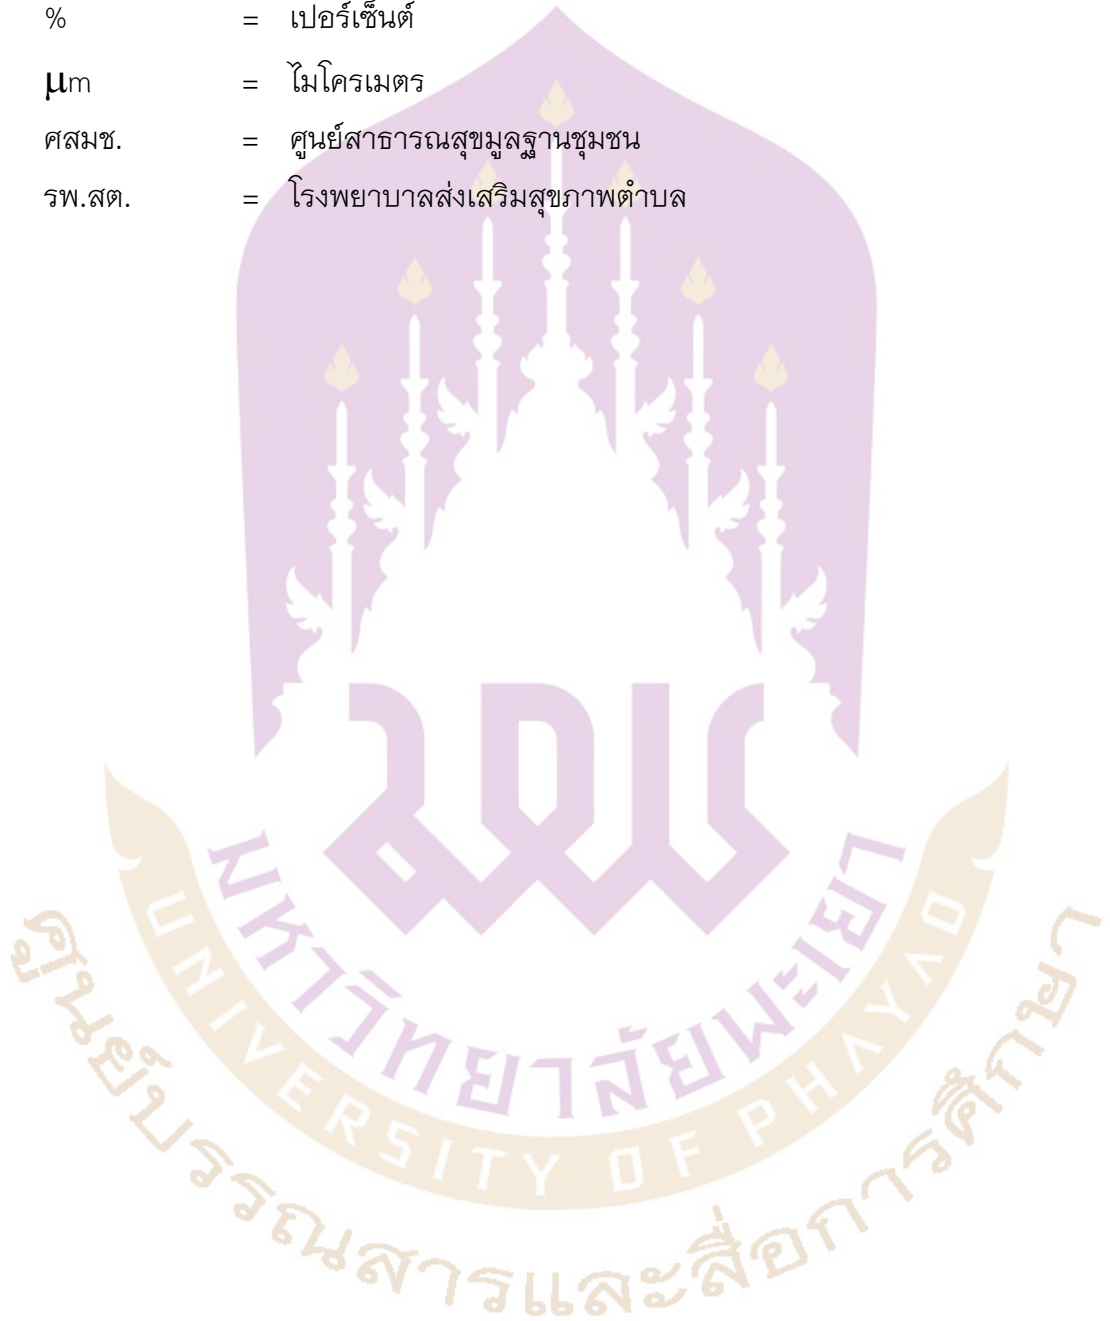 % = เปอร์เซ็นต์
µm = ไมโครเมตร
ศสมช. = ศูนย์สาธารณสุขมูลฐานชุมชน
รพ.สต. = โรงพยาบาลส่งเสริมสุขภาพตำบล
มพ
มหาวิทยาลัยพะเยา
UNIVERSITY OF PHAYAO
ศูนย์บรรณสารและสื่อการศึกษา